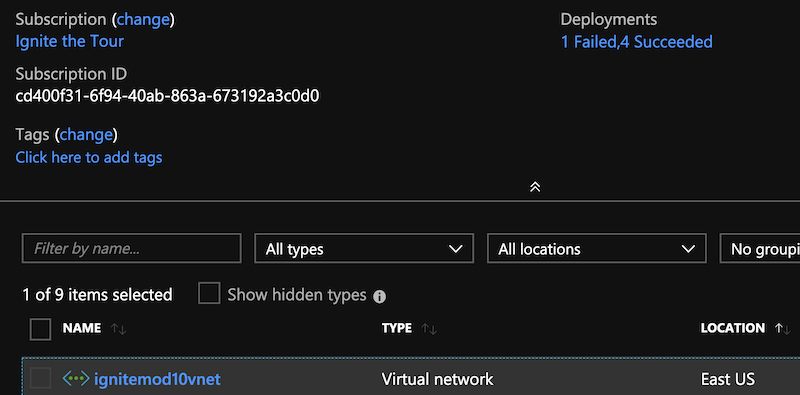 Subscription (change)
Ignite the Tour
Deployments
1 Failed,4 Succeeded
Subscription ID
cd400f31-6f94-40ab-863a-673192a3c0d0
Tags (change)
Click here to add tags
Filter by name...
All types
All locations
No groupi
1 of 9 items selected
Show hidden types
NAME
TYPE
LOCATION
ignitemod10vnet
Virtual network
East US